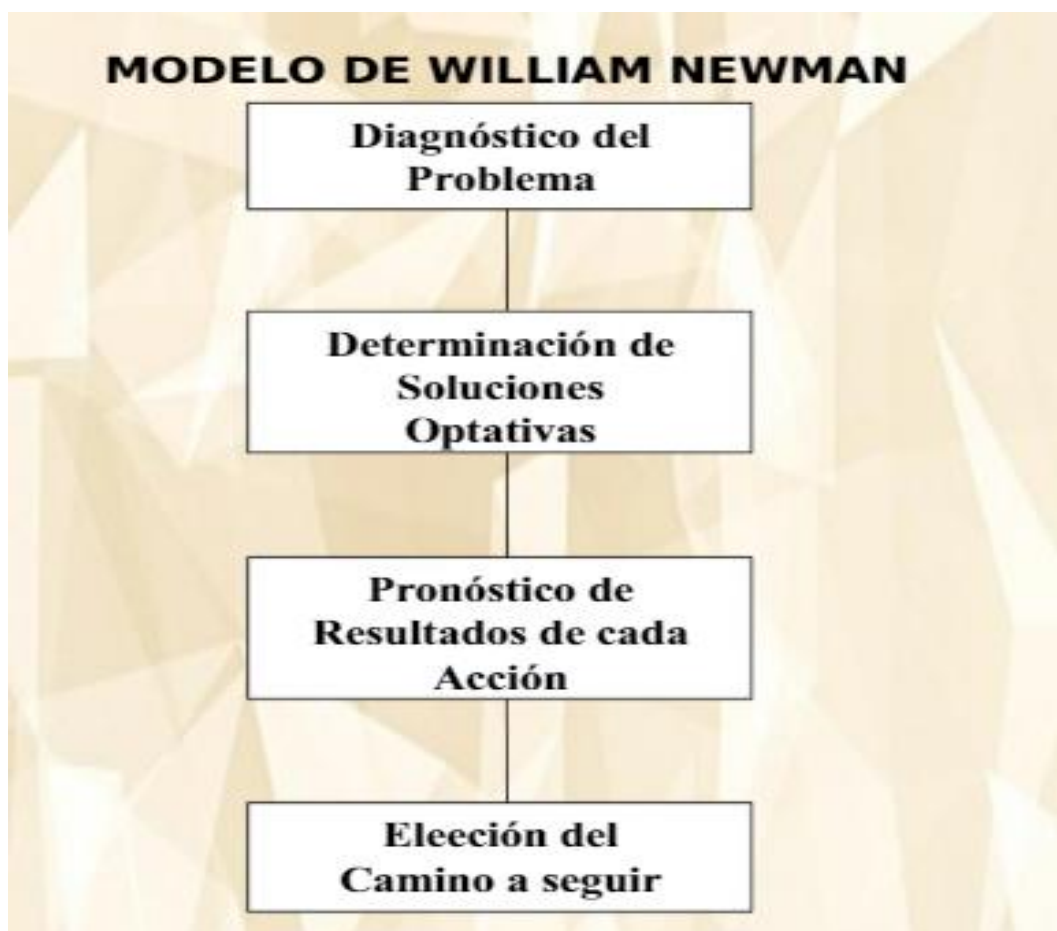 MODELO DE WILLIAM NEWMAN
Diagnóstico del
Problema
Determinación de
Soluciones
Optativas
Pronóstico de
Resultados de cada
Acción
Eleección del
Camino a seguir